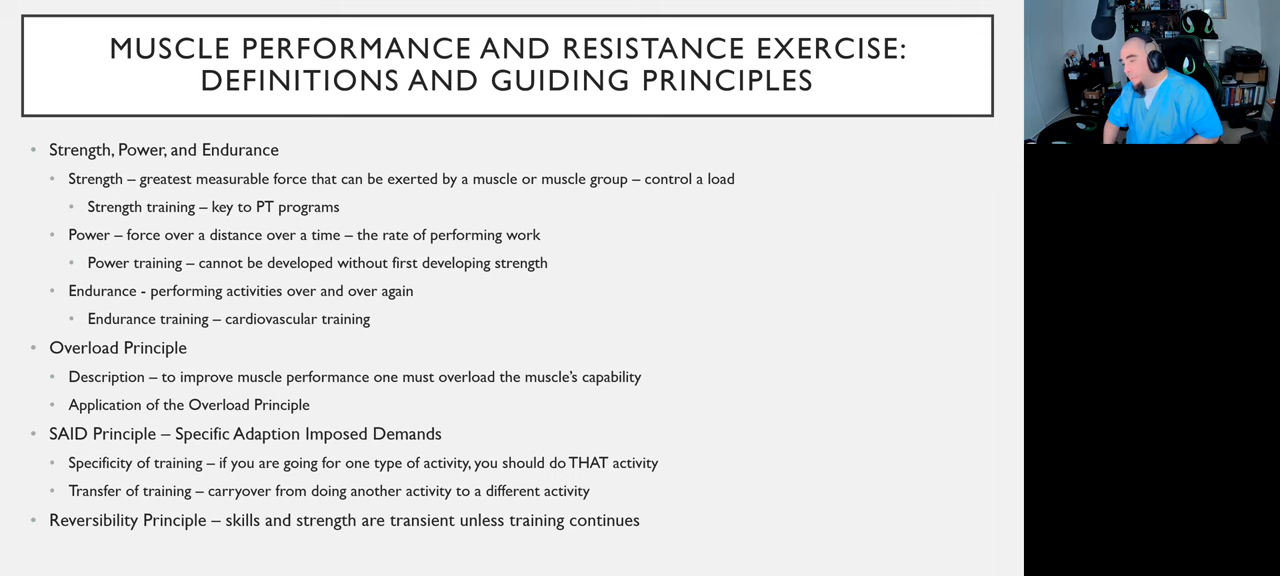 MUSCLE PERFORMANCE AND RESISTANCE EXERCISE:
DEFINITIONS AND GUIDING PRINCIPLES
• Strength, Power, and Endurance
• Strength – greatest measurable force that can be exerted by a muscle or muscle group – control a load
• Strength training – key to PT programs
• Power – force over a distance over a time – the rate of performing work
• Power training – cannot be developed without first developing strength
• Endurance - performing activities over and over again
• Endurance training – cardiovascular training
• Overload Principle
• Description – to improve muscle performance one must overload the muscle's capability
• Application of the Overload Principle
• SAID Principle – Specific Adaption Imposed Demands
• Specificity of training – if you are going for one type of activity, you should do THAT activity
• Transfer of training – carryover from doing another activity to a different activity
• Reversibility Principle – skills and strength are transient unless training continues